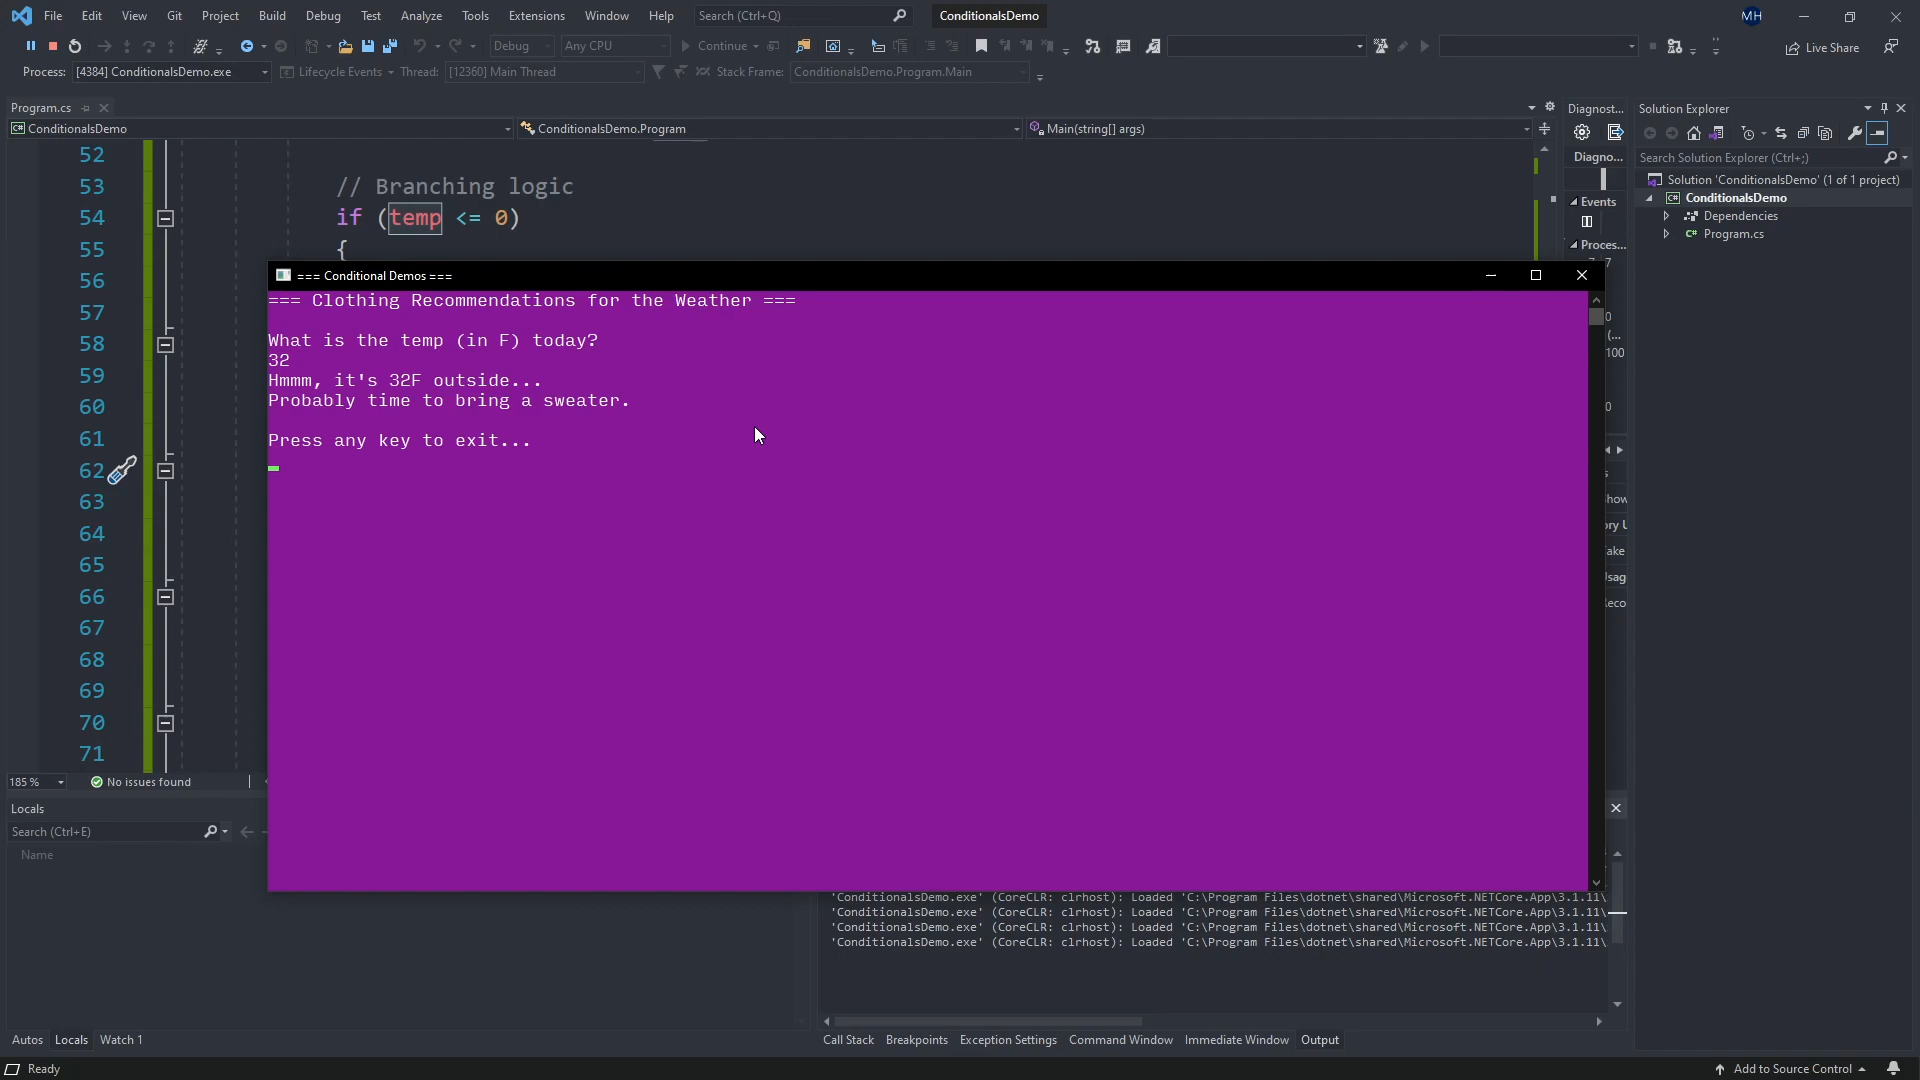 File Edit View Git Project Build Debug Test Analyze Tools Extensions Window Help Search (Ctrl+Q) ConditionalsDemo MH
Debug Any CPU Continue Live Share
Process: [4384] ConditionalsDemo.exe Lifecycle Events Thread: [12360] Main Thread Stack Frame: ConditionalsDemo.Program.Main
Program.cs
ConditionalsDemo ConditionalsDemo.Program Main(string[] args)
52
53 // Branching logic
54 if (temp <= 0)
55 {
56
57
58
59
60
61
62
63
64
65
66
67
68
69
70
71
=== Conditional Demos ===
=== Clothing Recommendations for the Weather ===
What is the temp (in F) today?
32
Hmmm, it's 32F outside...
Probably time to bring a sweater.
Press any key to exit...
Diagnost...
Diagno...
Events
Proces...
100
Solution Explorer
Search Solution Explorer (Ctrl+;)
Solution 'ConditionalsDemo' (1 of 1 project)
ConditionalsDemo
Dependencies
Program.cs
185 % No issues found
Locals
Search (Ctrl+E)
Name
'ConditionalsDemo.exe' (CoreCLR: clrhost): Loaded 'C:\Program Files\dotnet\shared\Microsoft.NETCore.App\3.1.11\
'ConditionalsDemo.exe' (CoreCLR: clrhost): Loaded 'C:\Program Files\dotnet\shared\Microsoft.NETCore.App\3.1.11\
'ConditionalsDemo.exe' (CoreCLR: clrhost): Loaded 'C:\Program Files\dotnet\shared\Microsoft.NETCore.App\3.1.11\
'ConditionalsDemo.exe' (CoreCLR: clrhost): Loaded 'C:\Program Files\dotnet\shared\Microsoft.NETCore.App\3.1.11\
Autos Locals Watch 1
Call Stack Breakpoints Exception Settings Command Window Immediate Window Output
Ready Add to Source Control